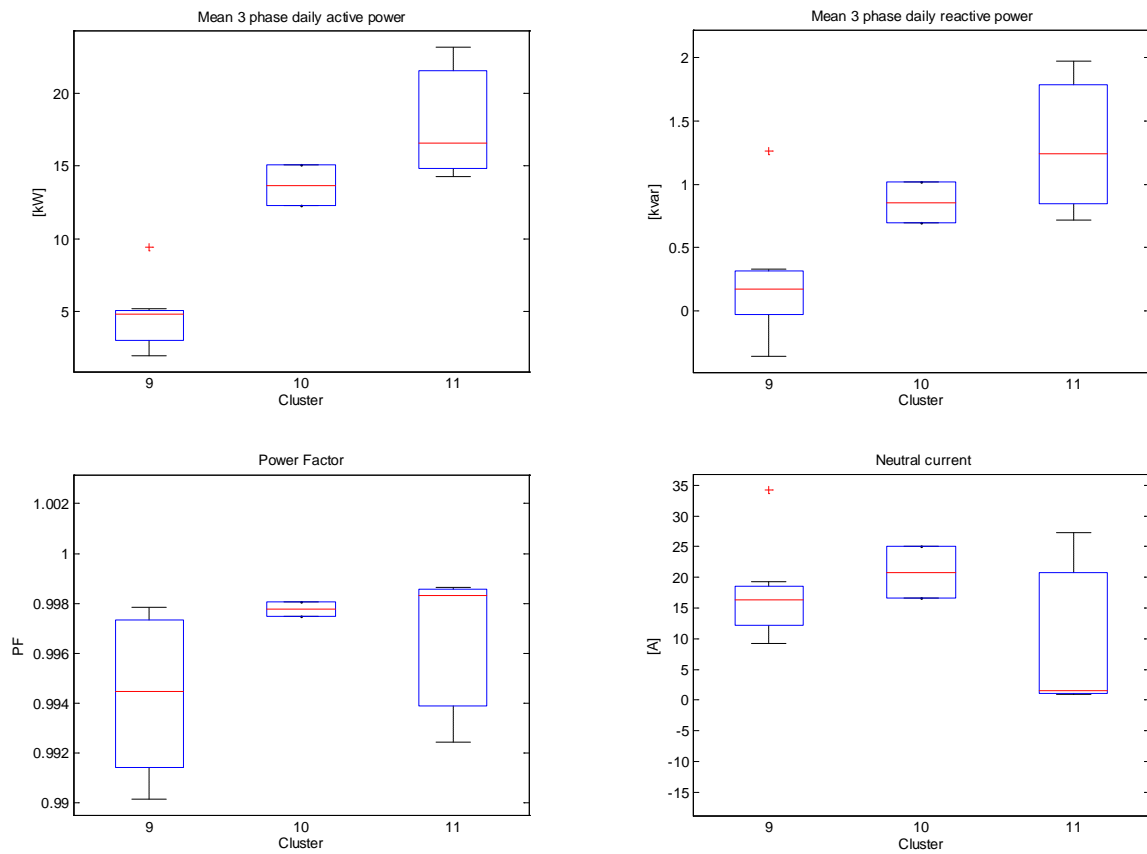 Mean 3 phase daily active power
[kW]
20
15
10
5
9 10 11
Cluster
Mean 3 phase daily reactive power
[kvar]
2
1.5
1
0.5
0
9 10 11
Cluster
Power Factor
PF
1.002
1
0.998
0.996
0.994
0.992
0.99
9 10 11
Cluster
Neutral current
[A]
35
30
25
20
15
10
5
0
-5
-10
-15
9 10 11
Cluster